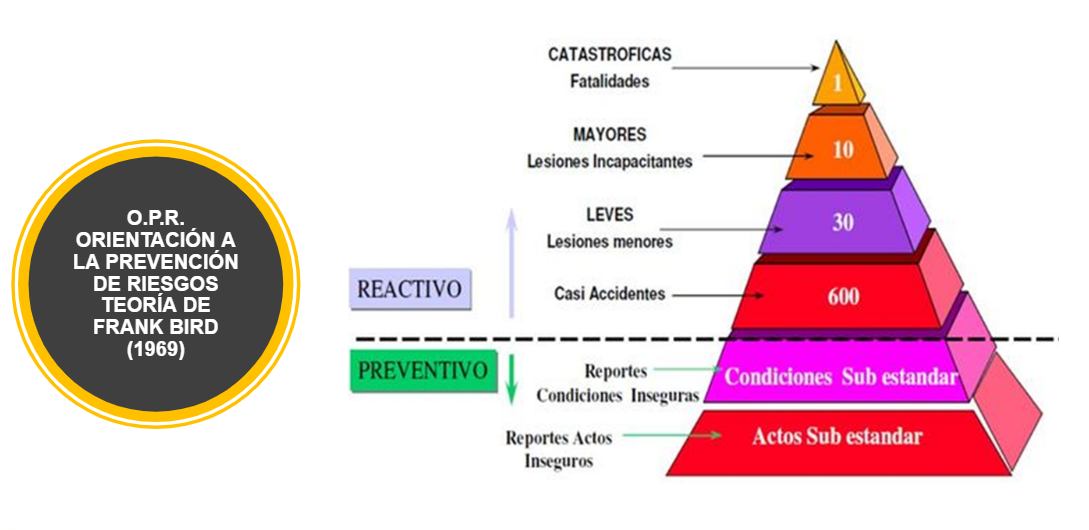 O.P.R.
ORIENTACIÓN A
LA PREVENCIÓN
DE RIESGOS
TEORÍA DE
FRANK BIRD
(1969)
CATASTROFICAS
Fatalidades
1
MAYORES
Lesiones Incapacitantes
10
LEVES
Lesiones menores
30
REACTIVO
Casi Accidentes
600
PREVENTIVO
Reportes
Condiciones Inseguras
Condiciones Sub estandar
Reportes Actos
Inseguros
Actos Sub estandar